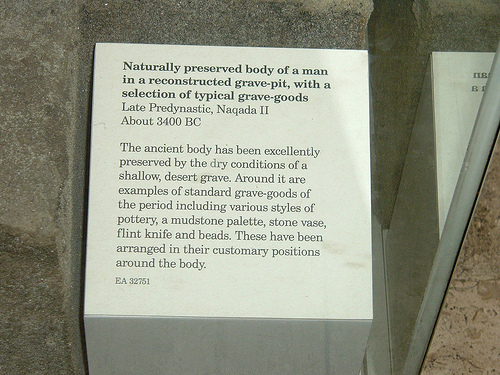 Naturally preserved body of a man
in a reconstructed grave-pit, with a
selection of typical grave-goods
Late Predynastic, Naqada II
About 3400 BC
The ancient body has been excellently
preserved by the dry conditions of a
shallow, desert grave. Around it are
examples of standard grave-goods of
the period including various styles of
pottery, a mudstone palette, stone vase,
flint knife and beads. These have been
arranged in their customary positions
around the body.
EA 32751